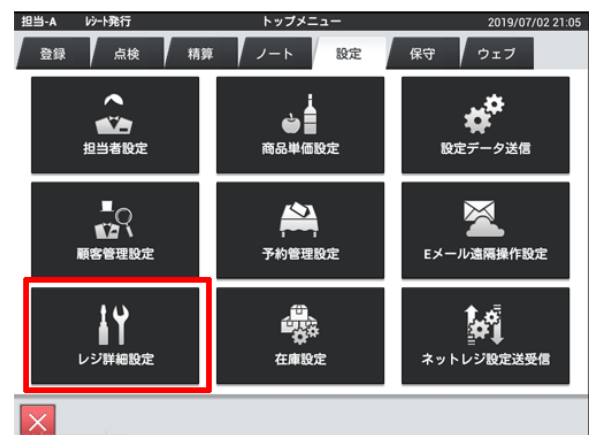 担当-A ﾚｼｰﾄ発行 トップメニュー 2019/07/02 21:05
登録 点検 精算 ノート 設定 保守 ウェブ
担当者設定 商品単価設定 設定データ送信
顧客管理設定 予約管理設定 Eメール遠隔操作設定
レジ詳細設定 在庫設定 ネットレジ設定送受信